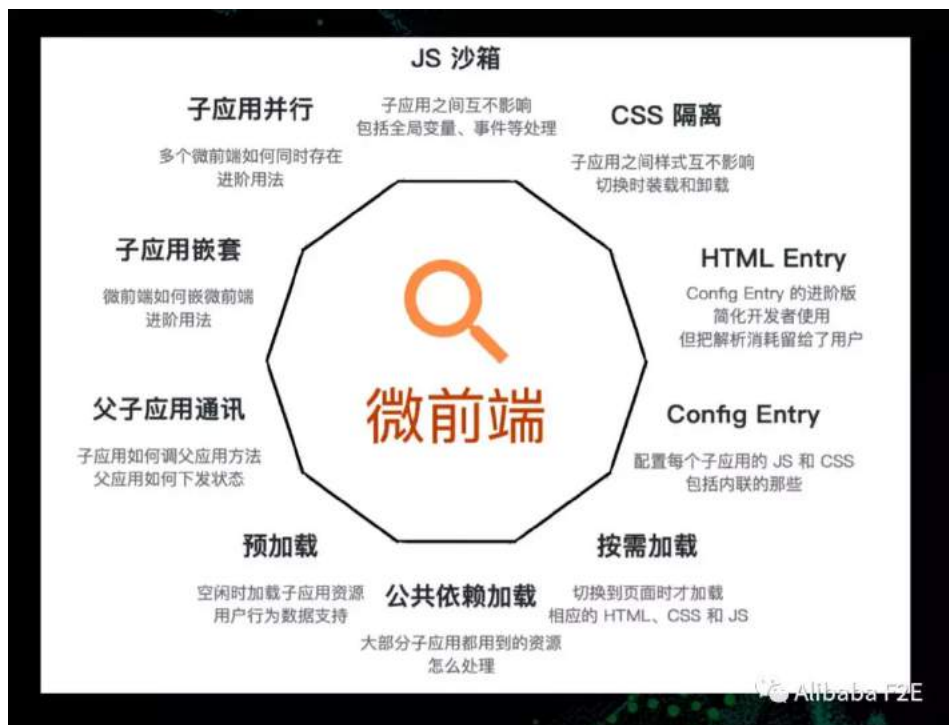 JS 沙箱
子应用之间互不影响
包括全局变量、事件等处理
CSS 隔离
子应用之间样式互不影响
切换时装载和卸载
HTML Entry
Config Entry 的进阶版
简化开发者使用
但把解析消耗留给了用户
Config Entry
配置每个子应用的 JS 和 CSS
包括内联的那些
按需加载
切换到页面时才加载
相应的 HTML、CSS 和 JS
公共依赖加载
大部分子应用都用到的资源
怎么处理
预加载
空闲时加载子应用资源
用户行为数据支持
父子应用通讯
子应用如何调父应用方法
父应用如何下发状态
子应用嵌套
微前端如何嵌微前端
进阶用法
子应用并行
多个微前端如何同时存在
进阶用法
微前端
Alibaba F2E